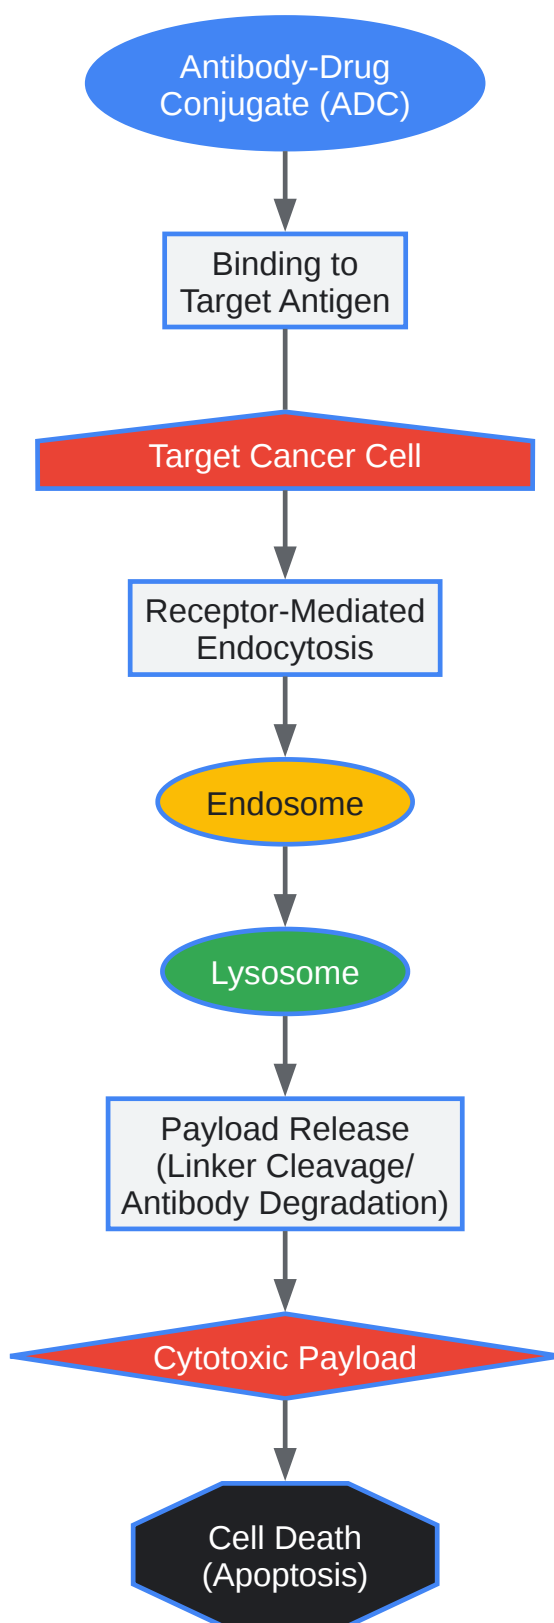 Antibody-Drug
Conjugate (ADC)
Binding to
Target Antigen
Target Cancer Cell
Receptor-Mediated
Endocytosis
Endosome
Lysosome
Payload Release
(Linker Cleavage/
Antibody Degradation)
Cytotoxic Payload
Cell Death
(Apoptosis)